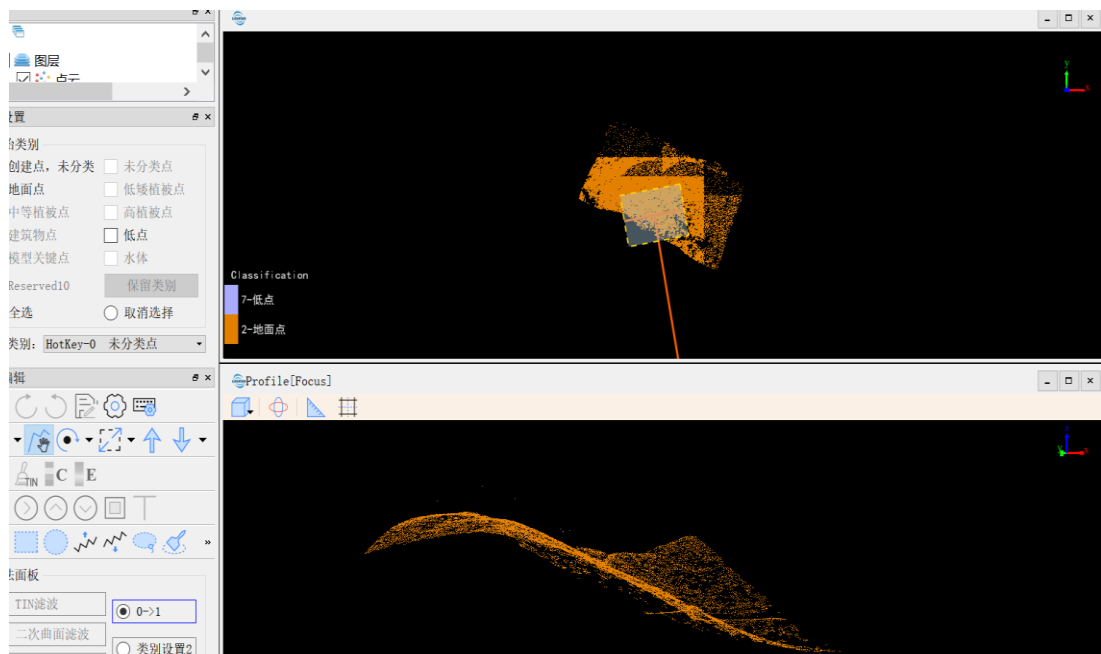 图层
点云
设置
台类别
创建点，未分类 未分类点
地面点 低矮植被点
中等植被点 高植被点
建筑物点 低点
模型关键点 水体
Reserved10 保留类别
全选 取消选择
类别: HotKey-0 未分类点
编辑
TIN C E
法面板
TIN滤波
0->1
二次曲面滤波
类别设置2
y
x
Classification
7-低点
2-地面点
Profile[Focus]
z
y x